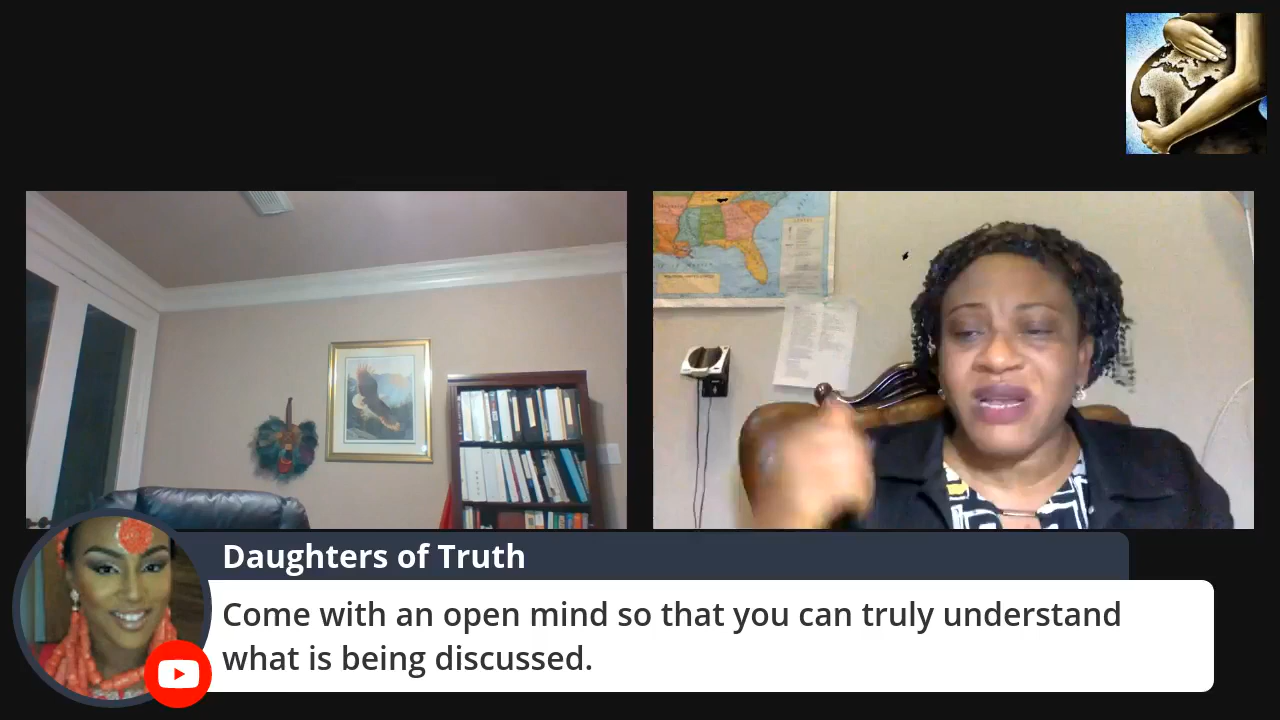 Daughters of Truth
Come with an open mind so that you can truly understand
what is being discussed.